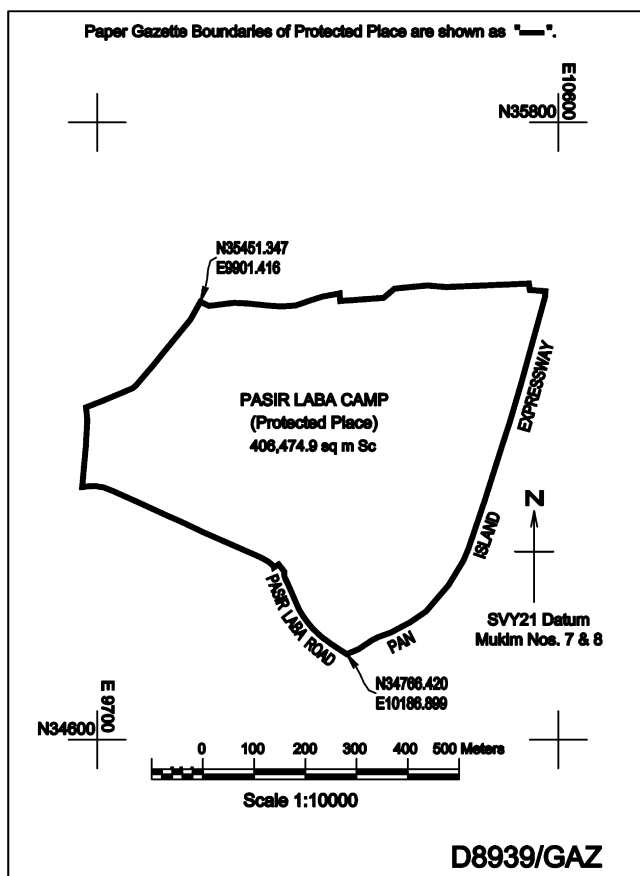 Paper Gazette Boundaries of Protected Place are shown as "—".
E10600
N35800
N35451.347
E9901.416
PASIR LABA CAMP
(Protected Place)
406,474.9 sq m Sc
EXPRESSWAY
ISLAND
PAN
PASIR LABA ROAD
N
SVY21 Datum
Mukim Nos. 7 & 8
N34766.420
E10186.899
E 9700
N34600
0 100 200 300 400 500 Meters
Scale 1:10000
D8939/GAZ